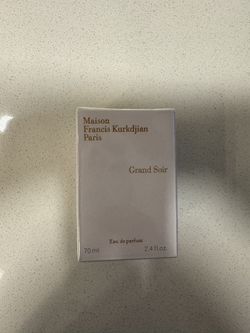 Maison
Francis Kurkdjian
Paris
Grand Soir
Eau de parfum
70 ml 2.4 fl.oz.